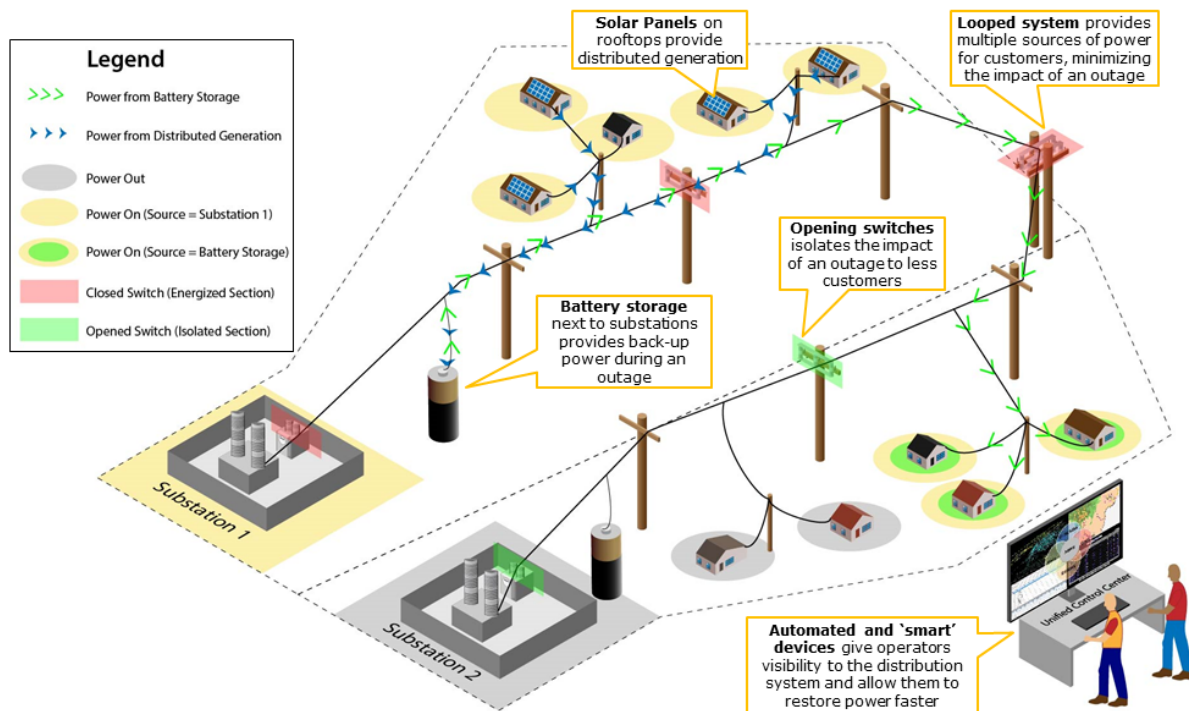 Legend
Power from Battery Storage
Power from Distributed Generation
Power Out
Power On (Source = Substation 1)
Power On (Source = Battery Storage)
Closed Switch (Energized Section)
Opened Switch (Isolated Section)
Solar Panels on
rooftops provide
distributed generation
Looped system provides
multiple sources of power
for customers, minimizing
the impact of an outage
Opening switches
isolates the impact
of an outage to less
customers
Battery storage
next to substations
provides back-up
power during an
outage
Substation 1
Substation 2
Unified Control Center
Automated and ‘smart’
devices give operators
visibility to the distribution
system and allow them to
restore power faster